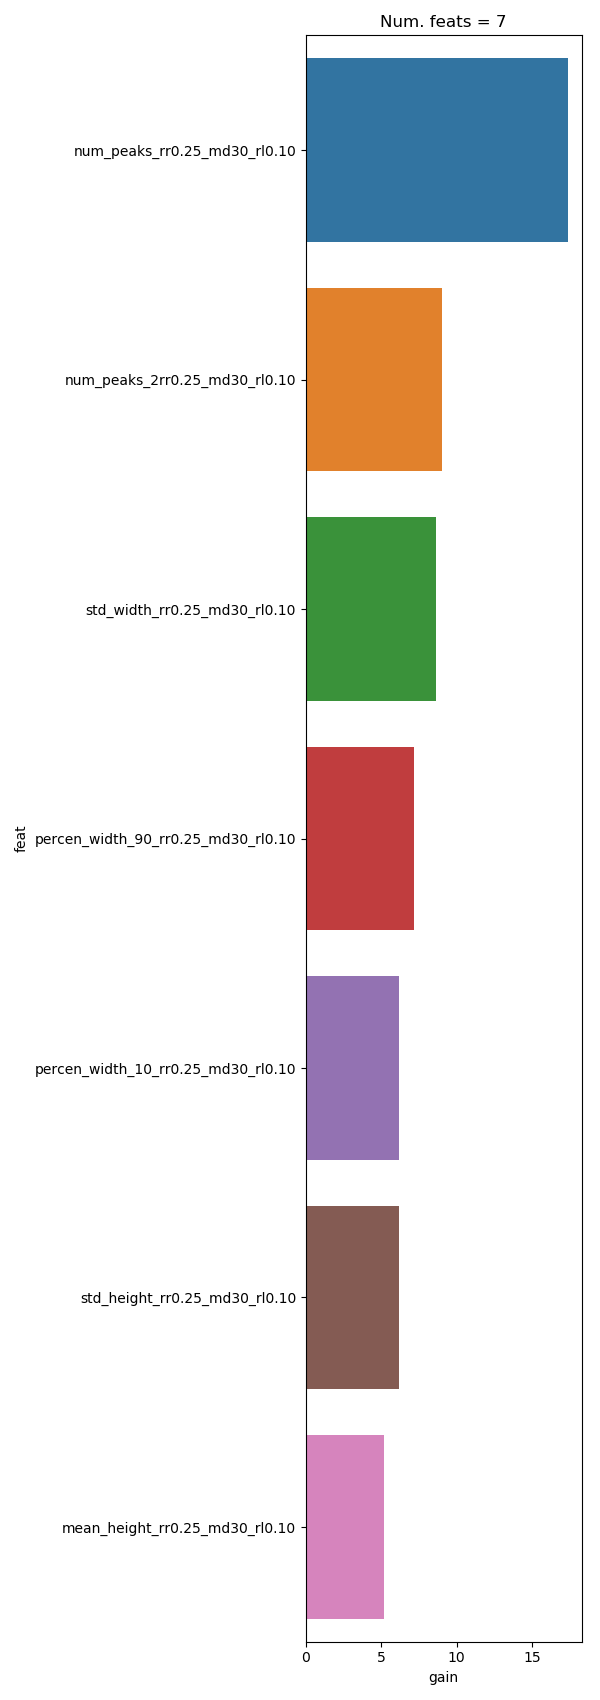 Num. feats = 7
num_peaks_rr0.25_md30_rl0.10
num_peaks_2rr0.25_md30_rl0.10
std_width_rr0.25_md30_rl0.10
percen_width_90_rr0.25_md30_rl0.10
percen_width_10_rr0.25_md30_rl0.10
std_height_rr0.25_md30_rl0.10
mean_height_rr0.25_md30_rl0.10
feat
0 5 10 15
gain